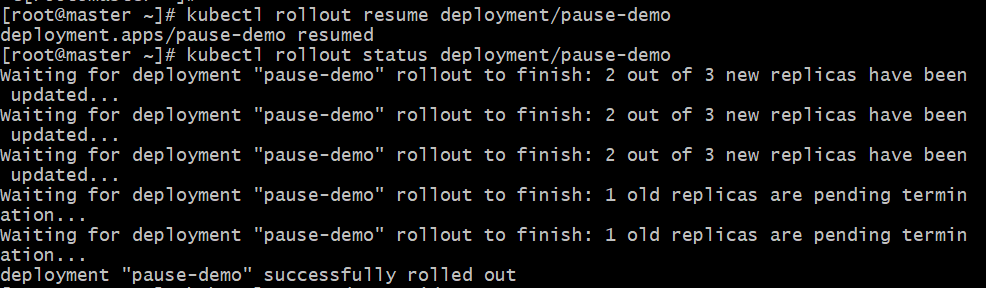 [root@master ~]# kubectl rollout resume deployment/pause-demo
deployment.apps/pause-demo resumed
[root@master ~]# kubectl rollout status deployment/pause-demo
Waiting for deployment "pause-demo" rollout to finish: 2 out of 3 new replicas have been
 updated...
Waiting for deployment "pause-demo" rollout to finish: 2 out of 3 new replicas have been
 updated...
Waiting for deployment "pause-demo" rollout to finish: 2 out of 3 new replicas have been
 updated...
Waiting for deployment "pause-demo" rollout to finish: 1 old replicas are pending termin
ation...
Waiting for deployment "pause-demo" rollout to finish: 1 old replicas are pending termin
ation...
deployment "pause-demo" successfully rolled out